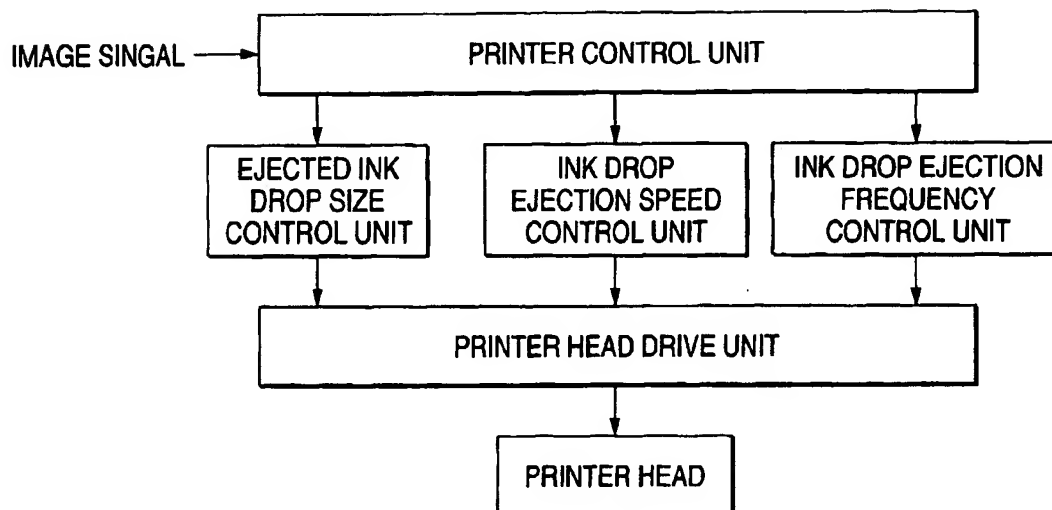 IMAGE SINGAL
PRINTER CONTROL UNIT
EJECTED INK
DROP SIZE
CONTROL UNIT
INK DROP
EJECTION SPEED
CONTROL UNIT
INK DROP EJECTION
FREQUENCY
CONTROL UNIT
PRINTER HEAD DRIVE UNIT
PRINTER HEAD